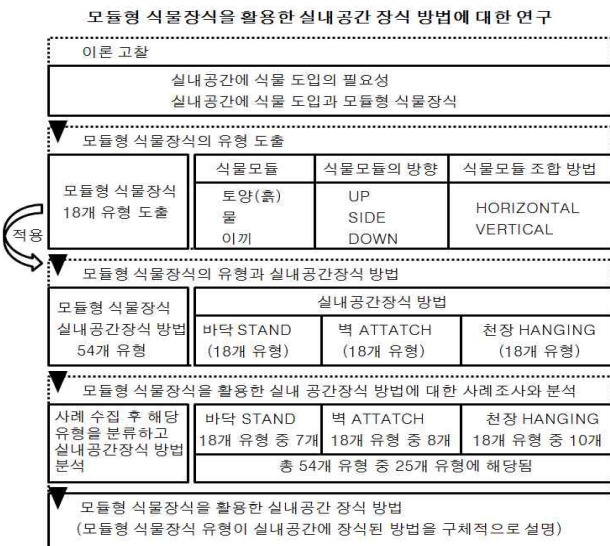 모듈형 식물장식을 활용한 실내공간 장식 방법에 대한 연구
이론 고찰
실내공간에 식물 도입의 필요성
실내공간에 식물 도입과 모듈형 식물장식
모듈형 식물장식의 유형 도출
모듈형 식물장식
18개 유형 도출
식물모듈
토양(흙)
물
이끼
식물모듈의 방향
UP
SIDE
DOWN
식물모듈 조합 방법
HORIZONTAL
VERTICAL
적용
모듈형 식물장식의 유형과 실내공간장식 방법
모듈형 식물장식
실내공간장식 방법
54개 유형
실내공간장식 방법
바닥 STAND
(18개 유형)
벽 ATTATCH
(18개 유형)
천장 HANGING
(18개 유형)
모듈형 식물장식을 활용한 실내 공간장식 방법에 대한 사례조사와 분석
사례 수집 후 해당
유형을 분류하고
실내공간장식 방법
분석
바닥 STAND
18개 유형 중 7개
벽 ATTATCH
18개 유형 중 8개
천장 HANGING
18개 유형 중 10개
총 54개 유형 중 25개 유형에 해당됨
모듈형 식물장식을 활용한 실내공간 장식 방법
(모듈형 식물장식 유형이 실내공간에 장식된 방법을 구체적으로 설명)